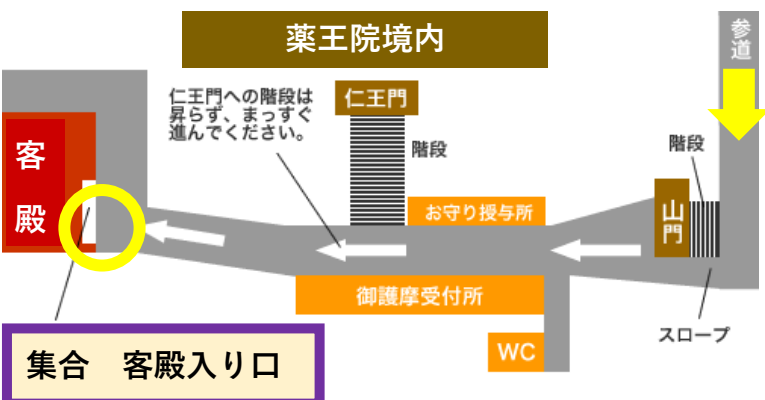 薬王院境内
参道
仁王門への階段は
昇らず、まっすぐ
進んでください。
仁王門
階段
階段
客殿
お守り授与所
山門
御護摩受付所
スロープ
WC
集合　客殿入り口